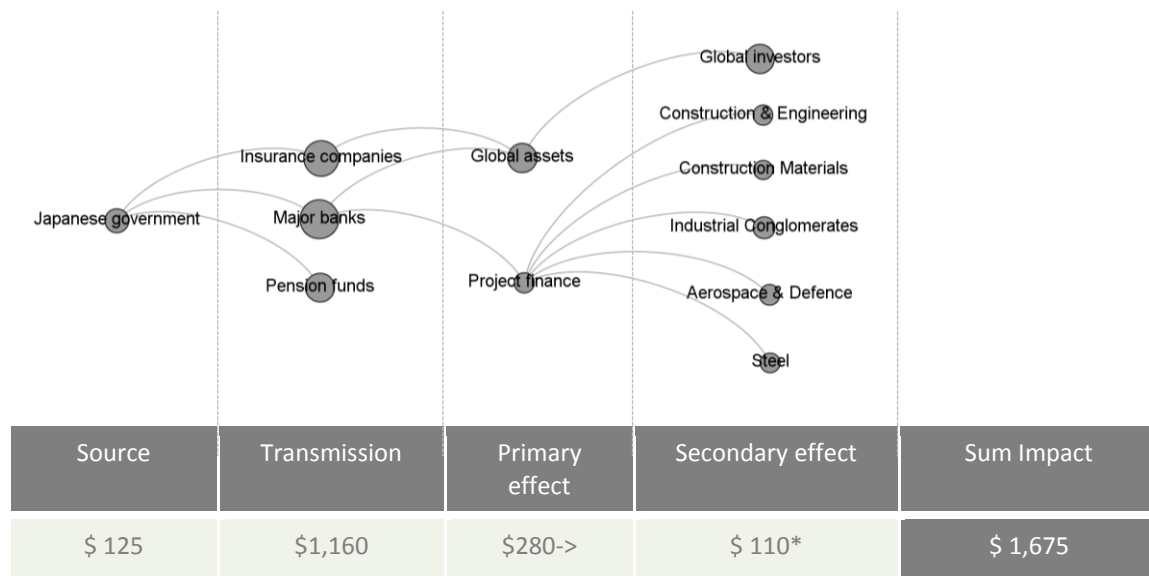 Global investors
Construction & Engineering
Insurance companies
Global assets
Construction Materials
Japanese government
Major banks
Industrial Conglomerates
Pension funds
Project finance
Aerospace & Defence
Steel
Source
Transmission
Primary
effect
Secondary effect
Sum Impact
$ 125
$1,160
$280->
$ 110*
$ 1,675